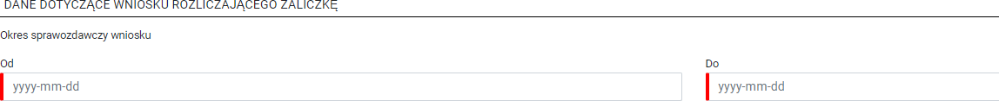 DANE DOTYCZĄCE WNIOSKU ROZLICZAJĄCEGO ZALICZKĘ
Okres sprawozdawczy wniosku
Od Do
yyyy-mm-dd yyyy-mm-dd